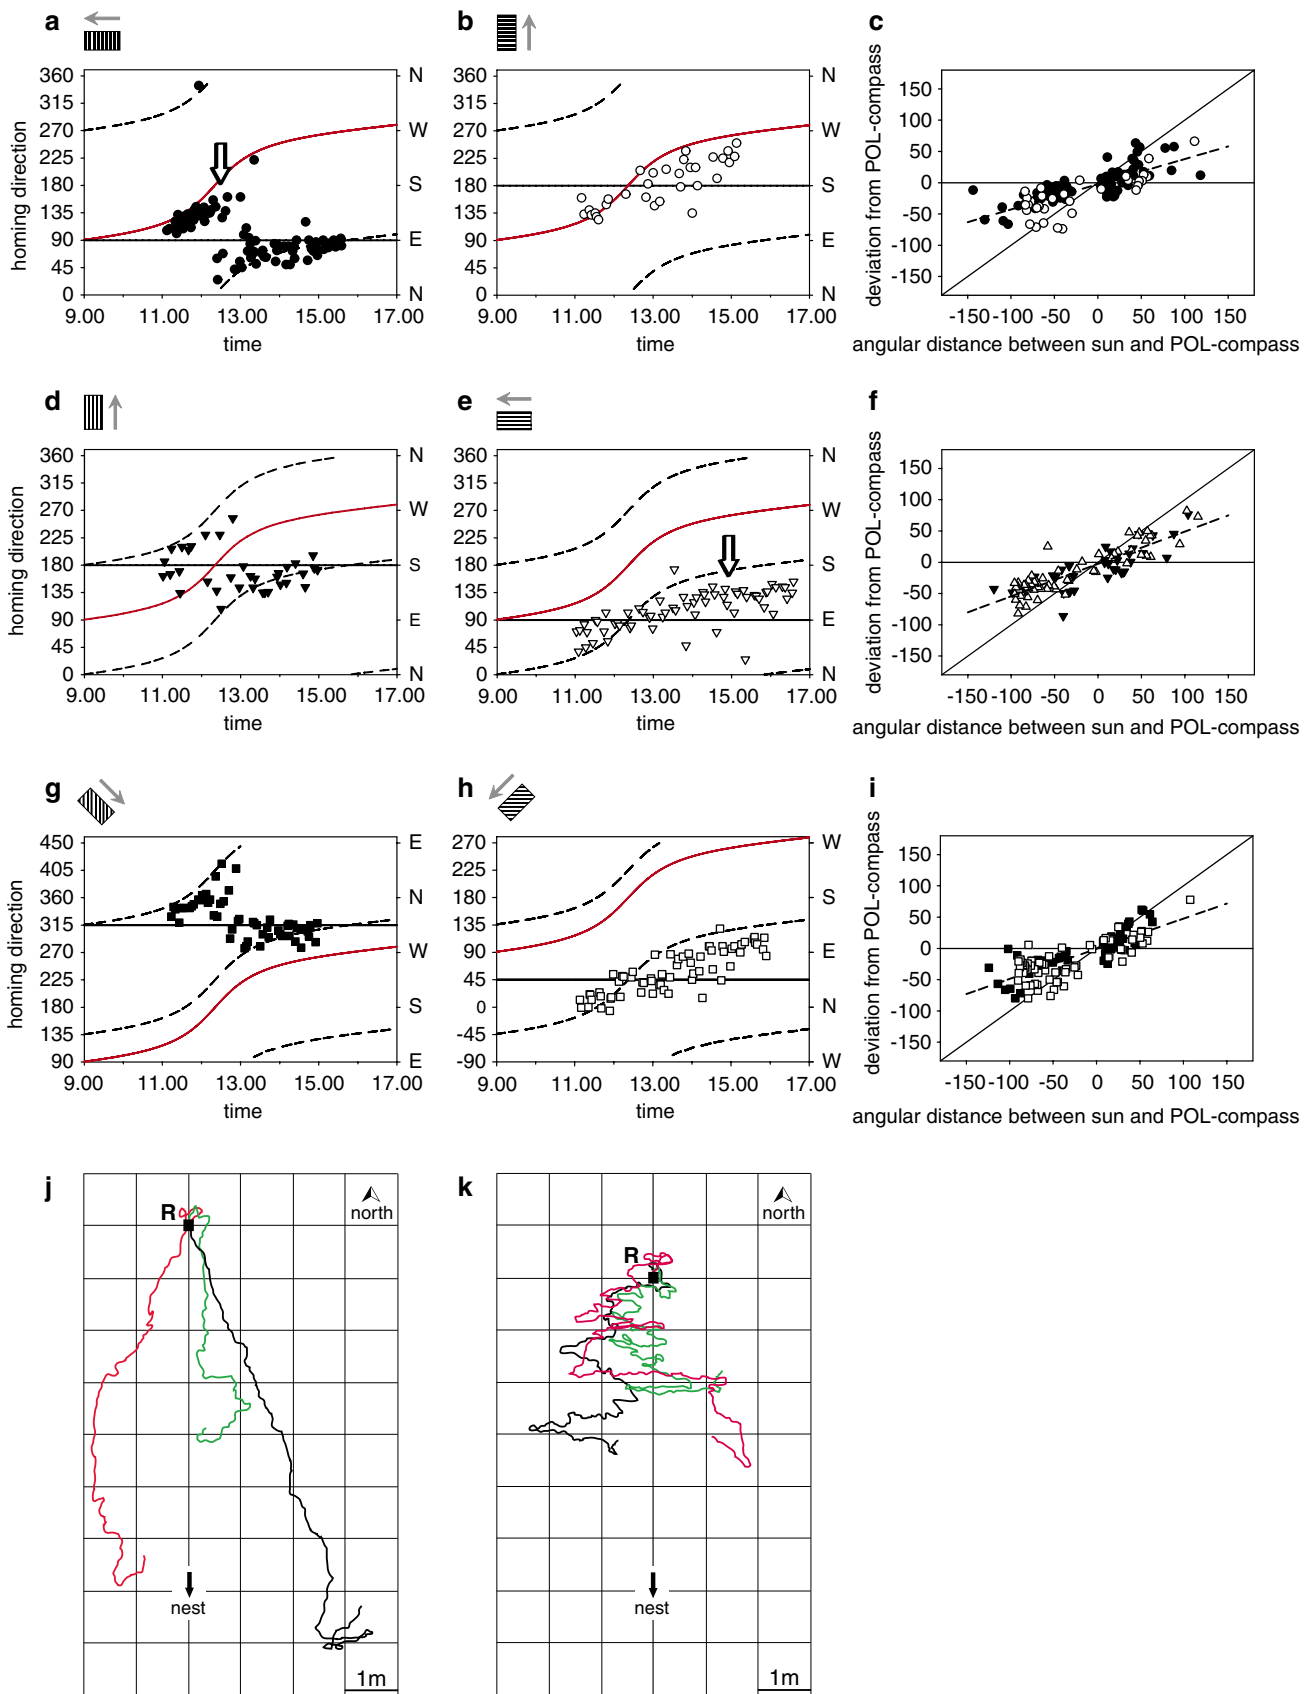 a
homing direction
360
315
270
225
180
135
90
45
0
N
W
S
E
N
9.00 11.00 13.00 15.00 17.00
time
b
360
315
270
225
180
135
90
45
0
N
W
S
E
N
9.00 11.00 13.00 15.00 17.00
time
c
deviation from POL-compass
150
100
50
0
-50
-100
-150
-150 -100 -50 0 50 100 150
angular distance between sun and POL-compass
d
homing direction
360
315
270
225
180
135
90
45
0
N
W
S
E
N
9.00 11.00 13.00 15.00 17.00
time
e
360
315
270
225
180
135
90
45
0
N
W
S
E
N
9.00 11.00 13.00 15.00 17.00
time
f
deviation from POL-compass
150
100
50
0
-50
-100
-150
-150 -100 -50 0 50 100 150
angular distance between sun and POL-compass
g
homing direction
450
405
360
315
270
225
180
135
90
E
N
W
S
E
9.00 11.00 13.00 15.00 17.00
time
h
270
225
180
135
90
45
0
-45
-90
W
S
E
N
W
9.00 11.00 13.00 15.00 17.00
time
i
deviation from POL-compass
150
100
50
0
-50
-100
-150
-150 -100 -50 0 50 100 150
angular distance between sun and POL-compass
j
R
north
nest
1m
k
R
north
nest
1m